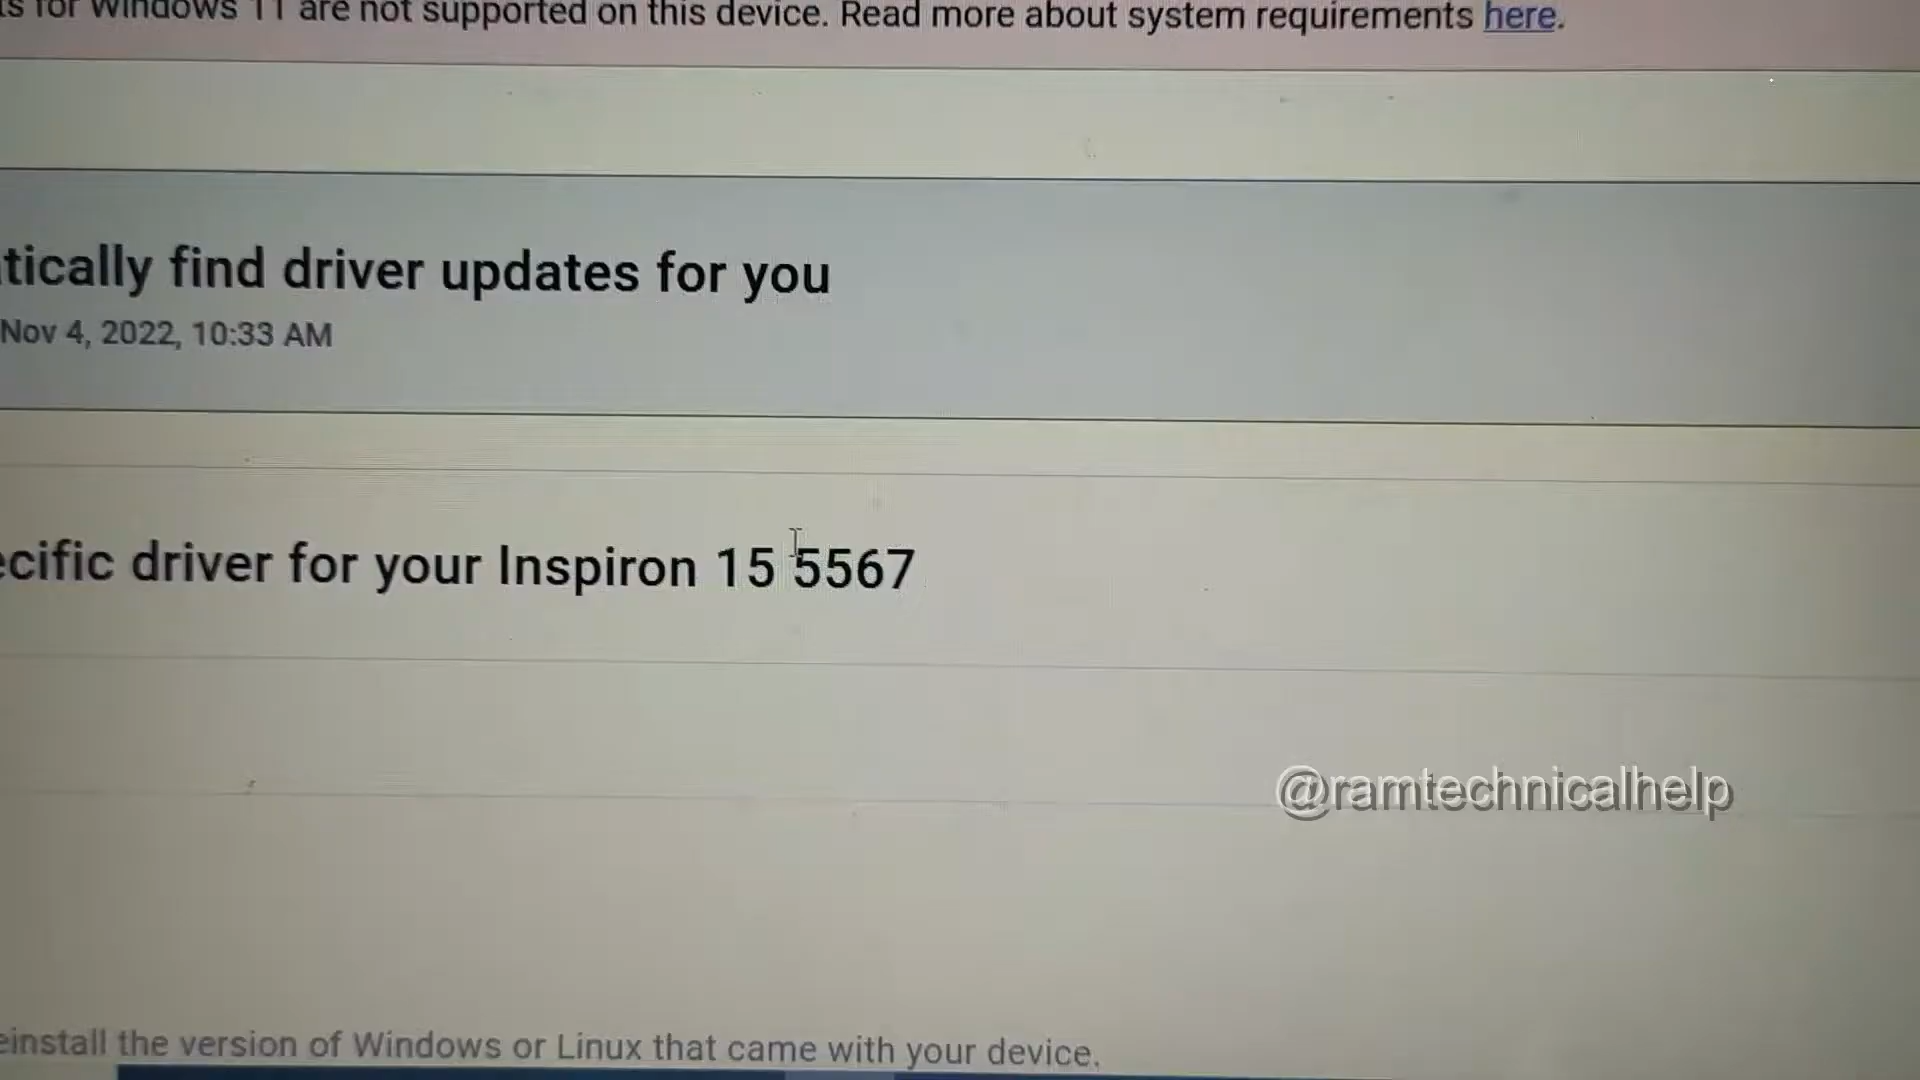 for Windows 11 are not supported on this device. Read more about system requirements here.
tically find driver updates for you
Nov 4, 2022, 10:33 AM
ecific driver for your Inspiron 15 5567
@ramtechnicalhelp
einstall the version of Windows or Linux that came with your device.